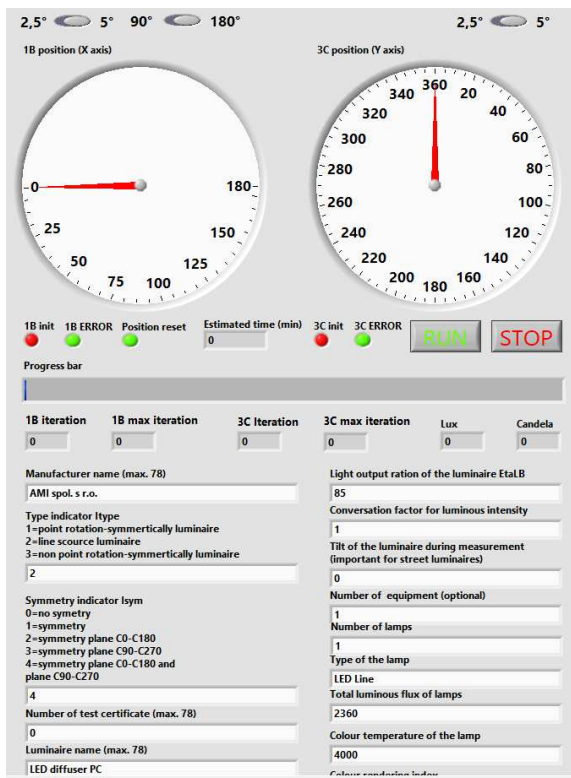 2,5° 5° 90° 180° 2,5° 5°
1B position (X axis)
0
25
50
75
100
125
150
180
3C position (Y axis)
360
20
40
60
80
100
120
140
160
180
200
220
240
260
280
300
320
340
1B init 1B ERROR Position reset Estimated time (min) 3C init 3C ERROR
0
RUN STOP
Progress bar
1B iteration 1B max iteration 3C Iteration 3C max iteration Lux Candela
0 0 0 0 0 0
Manufacturer name (max. 78)
AMI spol. s r.o.
Type indicator Itype
1=point rotation-symmertically luminaire
2=line scource luminaire
3=non point rotation-symmertically luminaire
2
Symmetry indicator Isym
0=no symetry
1=symmetry
2=symmetry plane C0-C180
3=symmetry plane C90-C270
4=symmetry plane C0-C180 and
plane C90-C270
4
Number of test certificate (max. 78)
0
Luminaire name (max. 78)
LED diffuser PC
Light output ration of the luminaire EtaLB
85
Conversation factor for luminous intensity
1
Tilt of the luminaire during measurement
(important for street luminaires)
0
Number of equipment (optional)
1
Number of lamps
1
Type of the lamp
LED Line
Total luminous flux of lamps
2360
Colour temperature of the lamp
4000
Colour rendering index